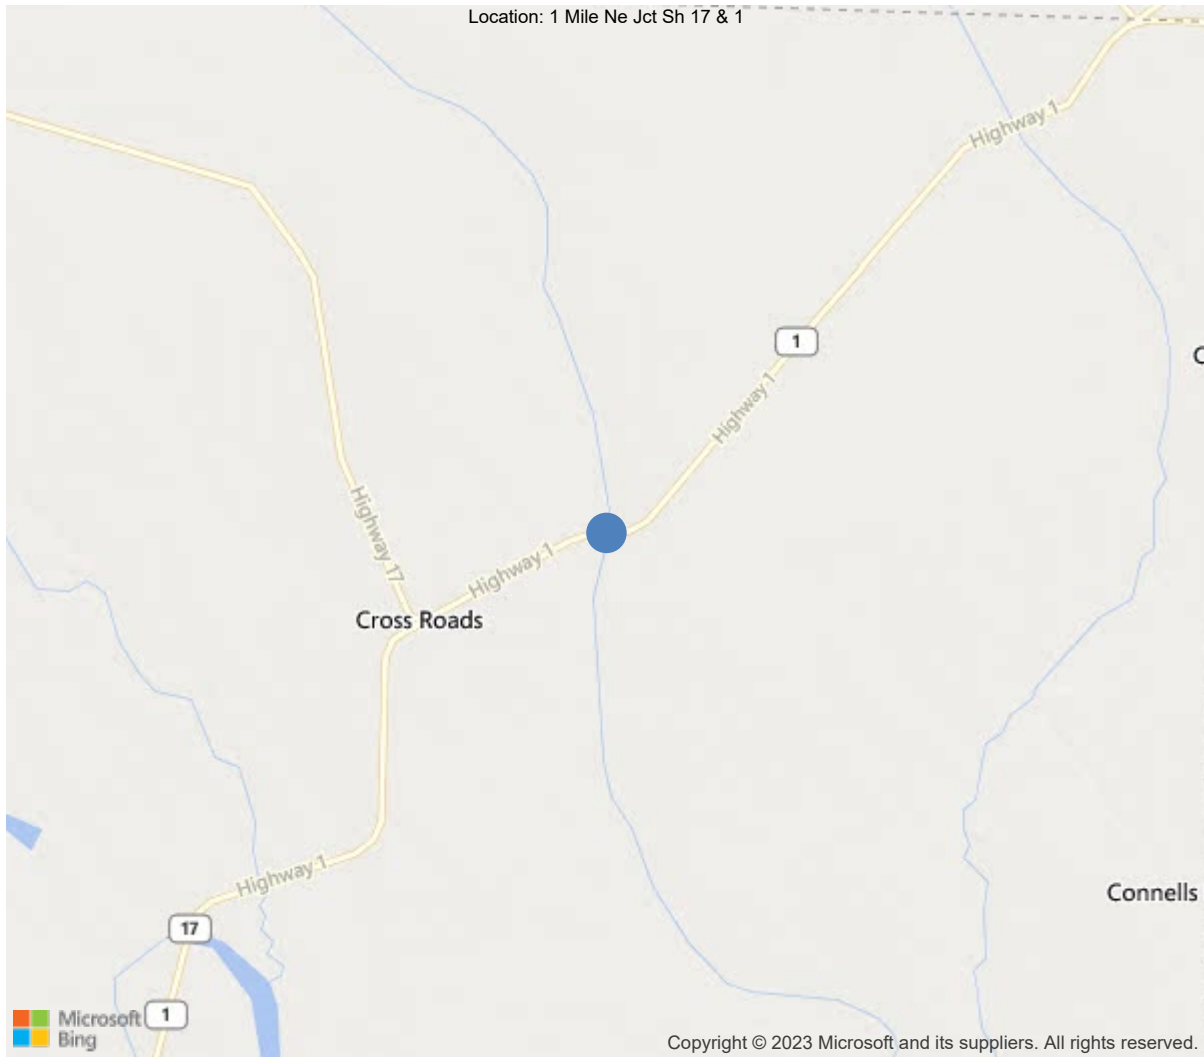 Location: 1 Mile Ne Jct Sh 17 & 1
Highway 1
1
C
Highway 1
Highway 17
Highway 1
Cross Roads
Highway 1
Connells
17
1
Microsoft
Bing
Copyright © 2023 Microsoft and its suppliers. All rights reserved.